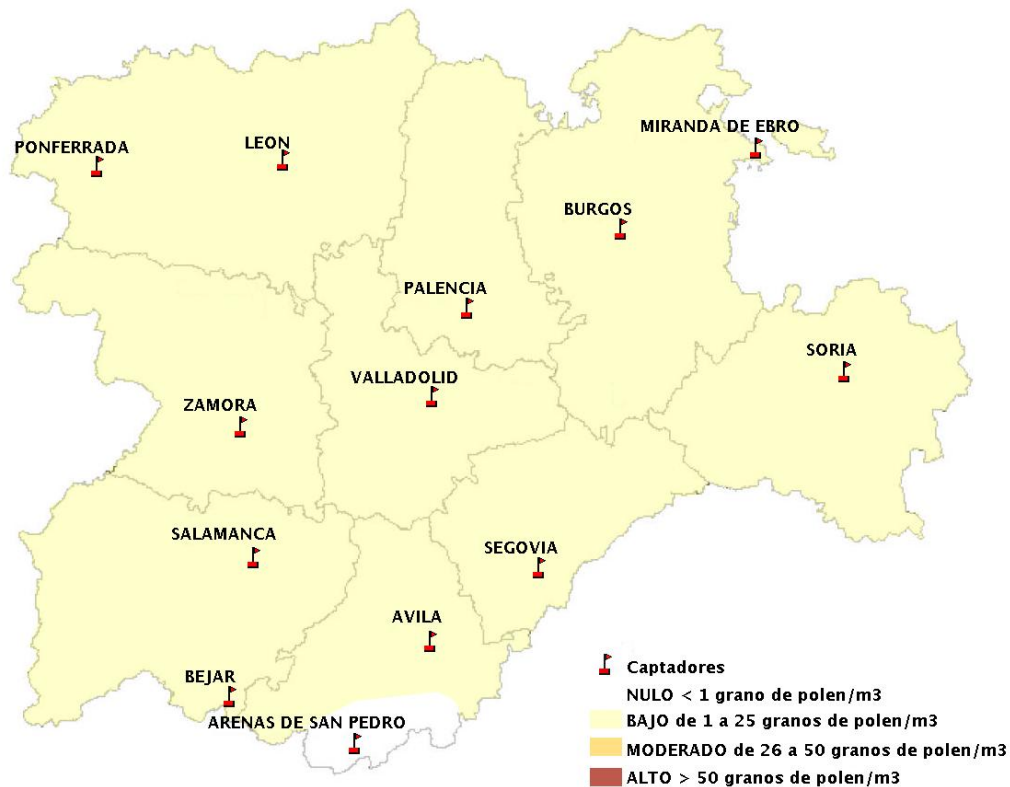 MIRANDA DE EBRO
PONFERRADA
LEON
BURGOS
PALENCIA
SORIA
VALLADOLID
ZAMORA
SALAMANCA
SEGOVIA
AVILA
BEJAR
ARENAS DE SAN PEDRO
Captadores
NULO < 1 grano de polen/m3
BAJO de 1 a 25 granos de polen/m3
MODERADO de 26 a 50 granos de polen/m3
ALTO > 50 granos de polen/m3